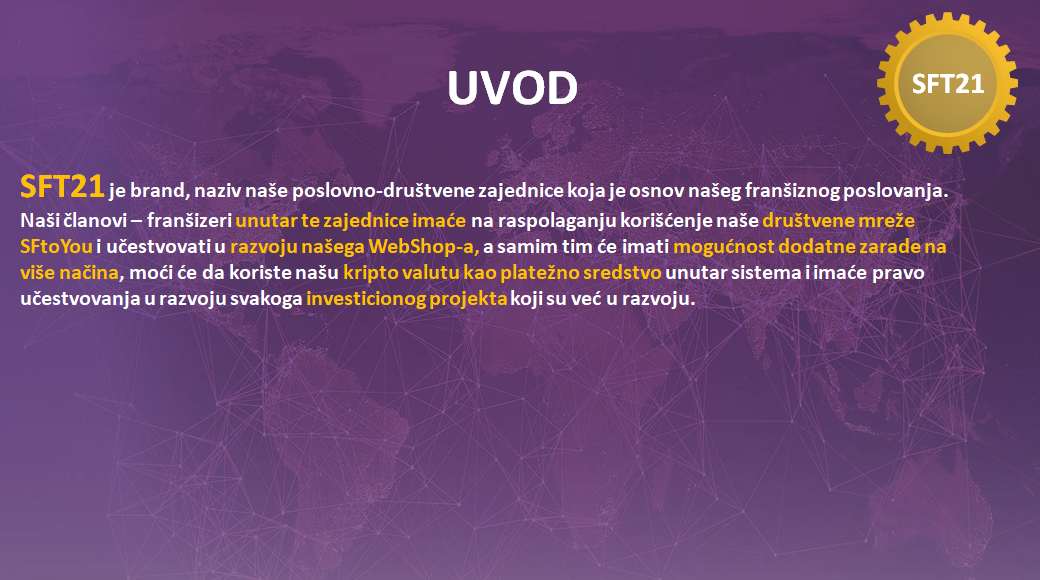 UVOD
SFT21
SFT21 je brand, naziv naše poslovno-društvene zajednice koja je osnov našeg franšiznog poslovanja.
Naši članovi – franšizeri unutar te zajednice imaće na raspolaganju korišćenje naše društvene mreže
SFtoYou i učestvovati u razvoju našega WebShop-a, a samim tim će imati mogućnost dodatne zarade na
više načina, moći će da koriste našu kripto valutu kao platežno sredstvo unutar sistema i imaće pravo
učestvovanja u razvoju svakoga investicionog projekta koji su već u razvoju.